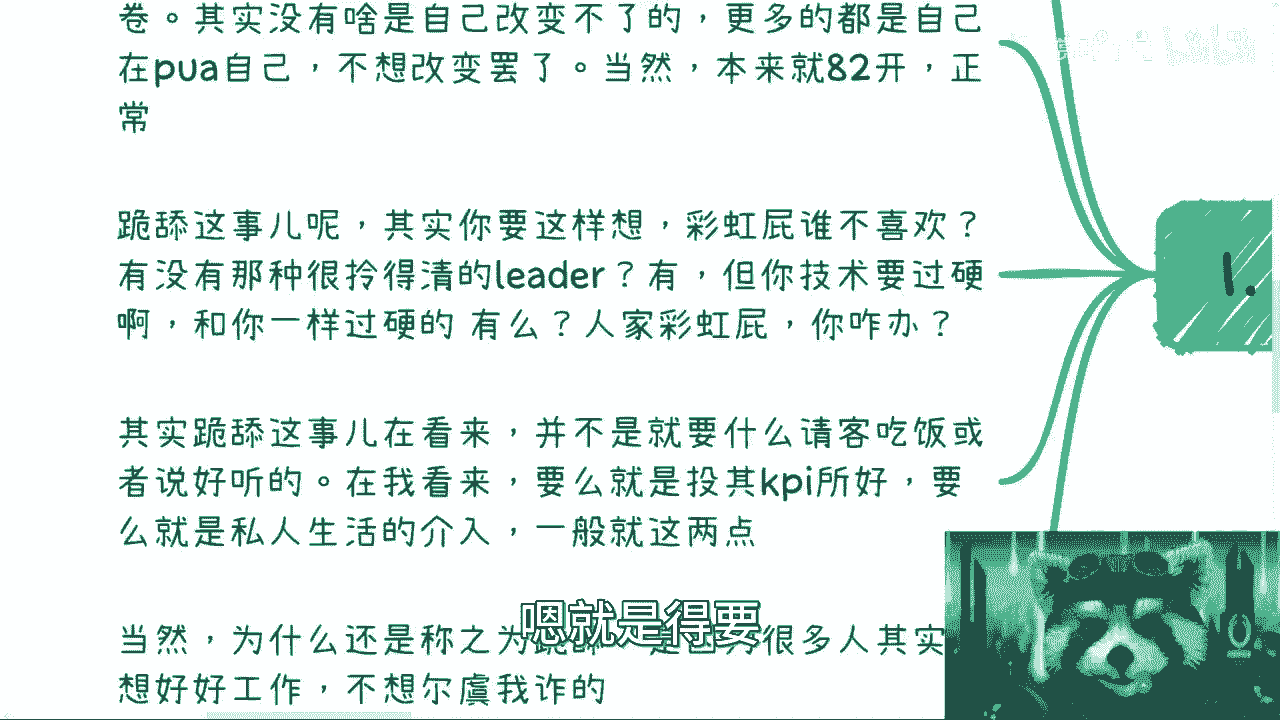 卷。其实没有啥是自己改变不了的，更多的都是自己
在pua自己，不想改变罢了。当然，本来就82开，正
常
跪舔这事儿呢，其实你要这样想，彩虹屁谁不喜欢？
有没有那种很拎得清的leader？有，但你技术要过硬
啊，和你一样过硬的 有么？人家彩虹屁，你咋办？
1.
其实跪舔这事儿在看来，并不是就要什么请客吃饭或
者说好听的。在我看来，要么就是投其kpi所好，要
么就是私人生活的介入，一般就这两点
当然，为什么还是称之为
很多人其实
想好好工作，不想尔虞我诈的
嗯就是得要